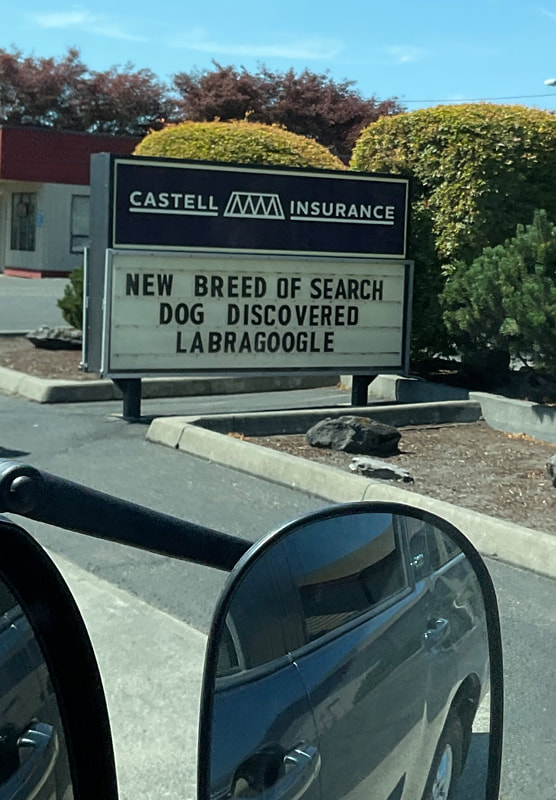 CASTELL INSURANCE
NEW BREED OF SEARCH
DOG DISCOVERED
LABRAGOOGLE